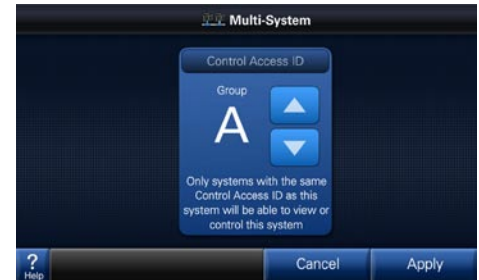 Multi-System
Control Access ID
Group
A
Only systems with the same
Control Access ID as this
system will be able to view or
control this system
?
Help
Cancel
Apply